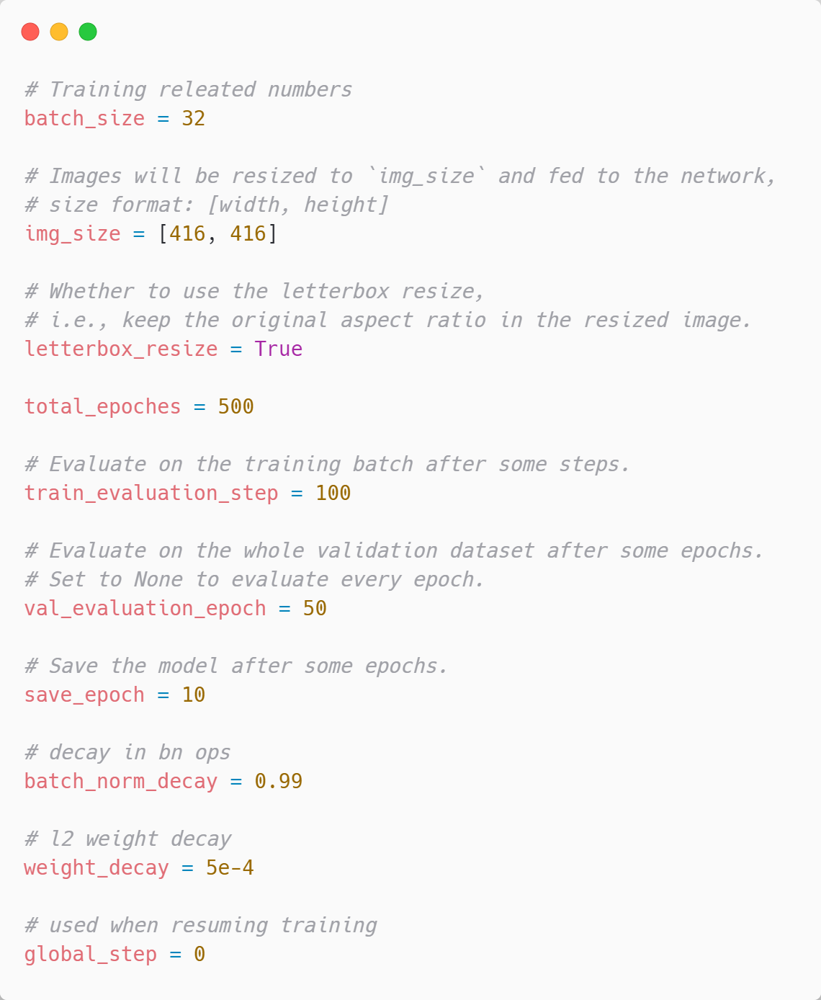 # Training releated numbers
batch_size = 32
# Images will be resized to `img_size` and fed to the network,
# size format: [width, height]
img_size = [416, 416]
# Whether to use the letterbox resize,
# i.e., keep the original aspect ratio in the resized image.
letterbox_resize = True
total_epoches = 500
# Evaluate on the training batch after some steps.
train_evaluation_step = 100
# Evaluate on the whole validation dataset after some epochs.
# Set to None to evaluate every epoch.
val_evaluation_epoch = 50
# Save the model after some epochs.
save_epoch = 10
# decay in bn ops
batch_norm_decay = 0.99
# l2 weight decay
weight_decay = 5e-4
# used when resuming training
global_step = 0